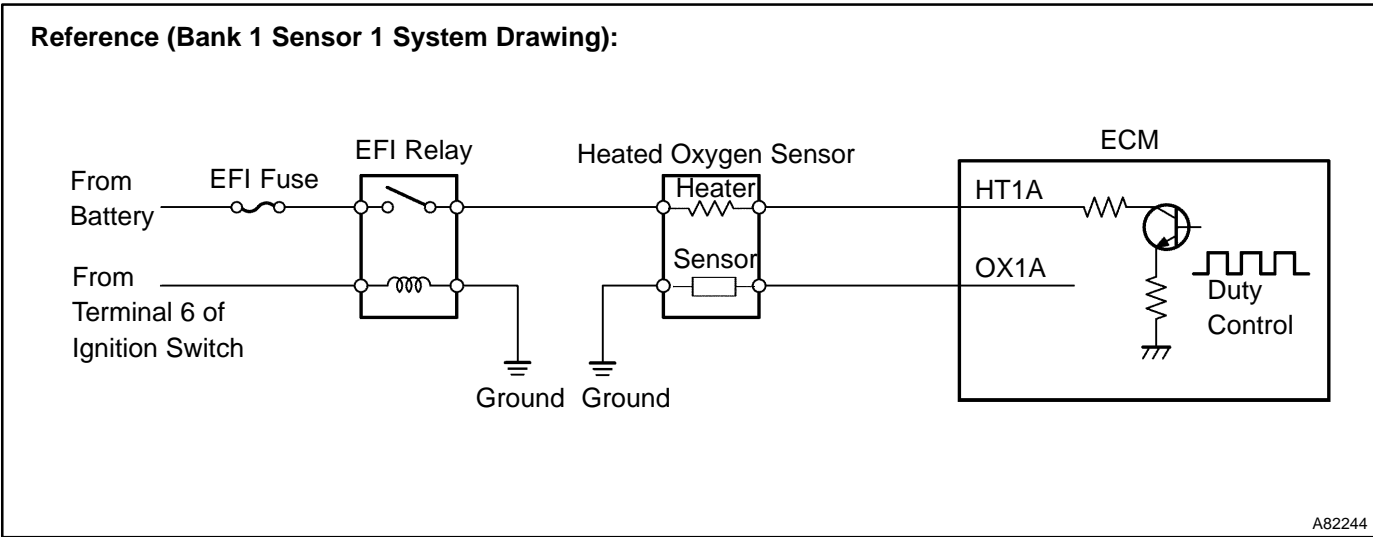 Reference (Bank 1 Sensor 1 System Drawing):
ECM
EFI Relay
Heated Oxygen Sensor
From
Battery
EFI Fuse
Heater
HT1A
From
Terminal 6 of
Ignition Switch
Sensor
OX1A
Duty
Control
Ground
Ground
A82244